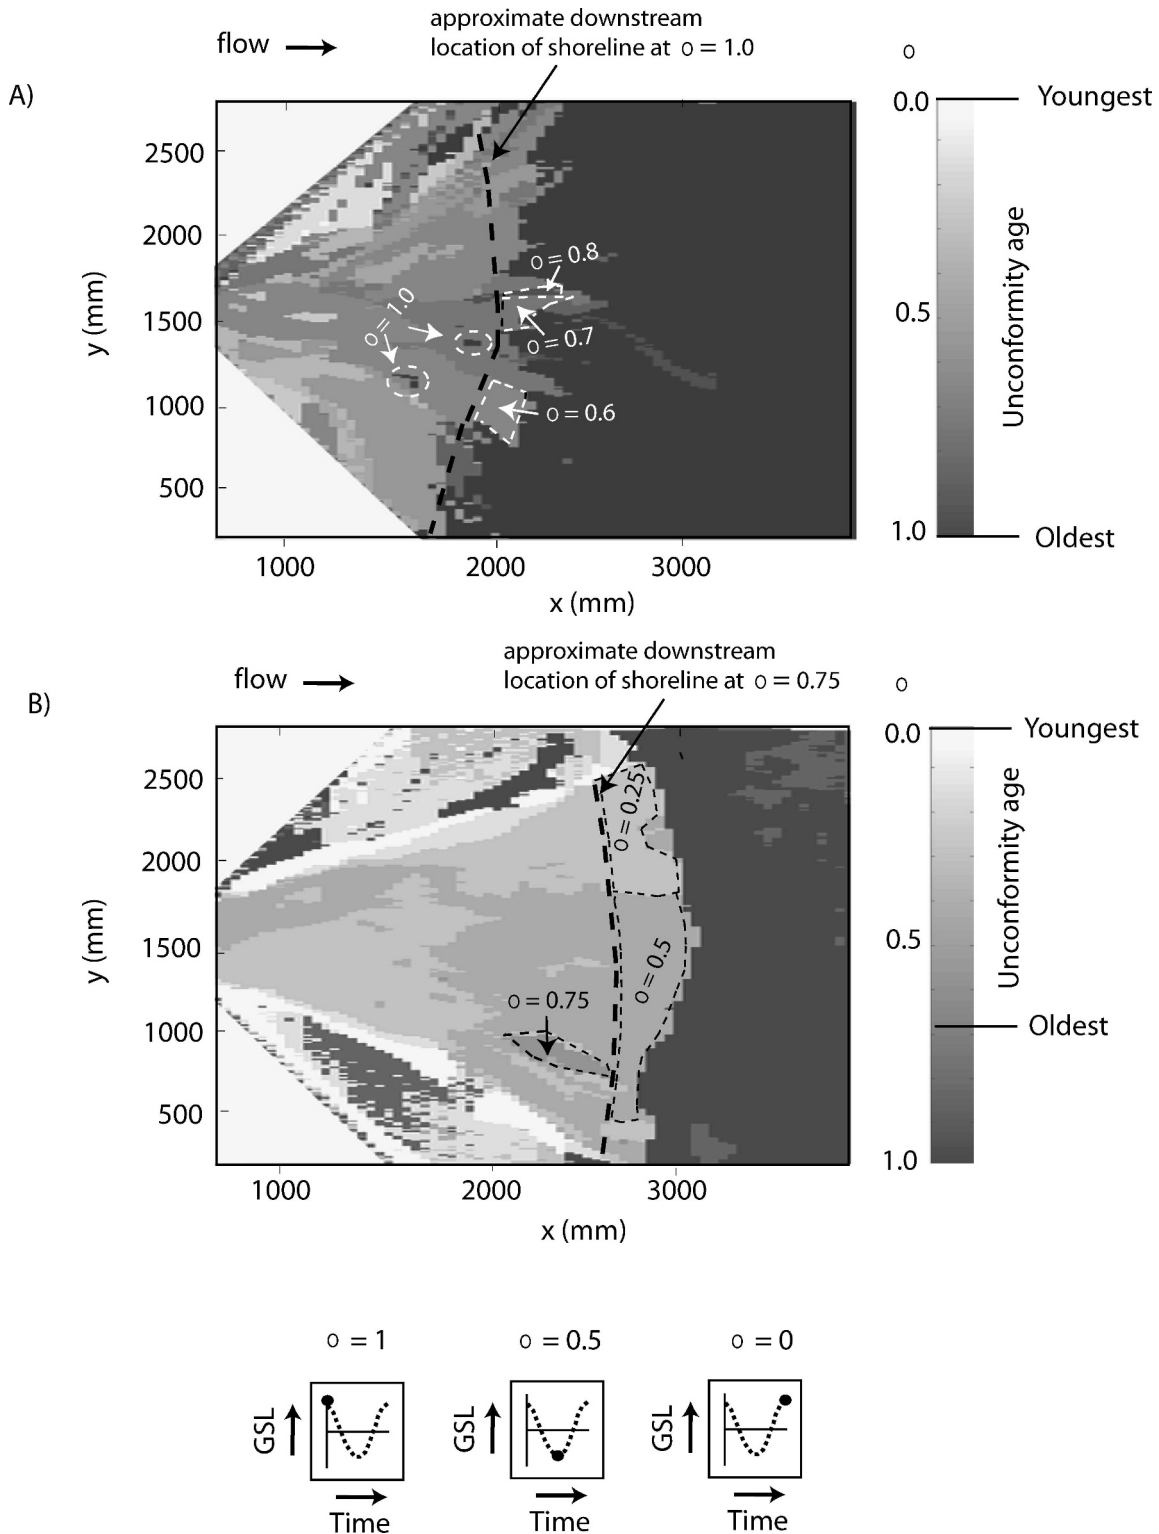 approximate downstream
flow
location of shoreline at o = 1.0
o
A)
0.0
Youngest
2500
2000
1500
1000
500
y (mm)
o = 0.8
o = 1.0
o = 0.7
o = 0.6
0.5
Unconformity age
1.0
Oldest
1000
2000
3000
x (mm)
approximate downstream
flow
location of shoreline at o = 0.75
o
B)
0.0
Youngest
2500
2000
1500
1000
500
y (mm)
o = 0.25
o = 0.5
o = 0.75
0.5
Unconformity age
Oldest
1.0
1000
2000
3000
x (mm)
o = 1
o = 0.5
o = 0
GSL
GSL
GSL
Time
Time
Time